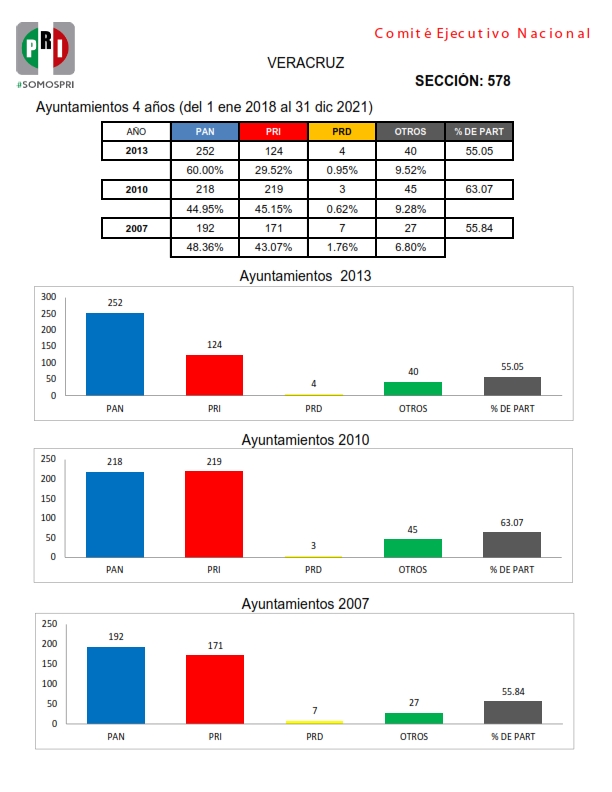 Comité Ejecutivo Nacional
PRI
#SOMOSPRI
VERACRUZ
SECCIÓN: 578
Ayuntamientos 4 años (del 1 ene 2018 al 31 dic 2021)
AÑO PAN PRI PRD OTROS % DE PART
2013 252 124 4 40 55.05
60.00% 29.52% 0.95% 9.52%
2010 218 219 3 45 63.07
44.95% 45.15% 0.62% 9.28%
2007 192 171 7 27 55.84
48.36% 43.07% 1.76% 6.80%
Ayuntamientos 2013
300
250
200
150
100
50
0
252 124 4 40 55.05
PAN PRI PRD OTROS % DE PART
Ayuntamientos 2010
250
200
150
100
50
0
218 219 3 45 63.07
PAN PRI PRD OTROS % DE PART
Ayuntamientos 2007
250
200
150
100
50
0
192 171 7 27 55.84
PAN PRI PRD OTROS % DE PART